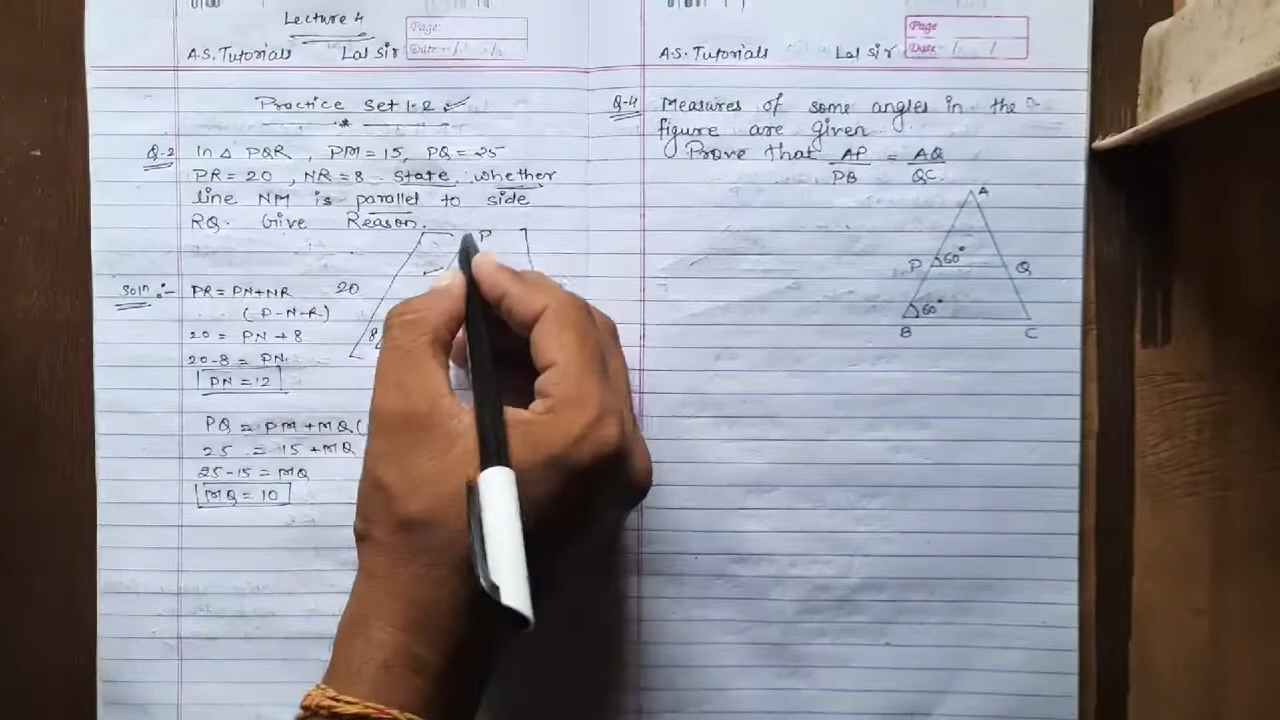 Lecture 4
A.S. Tutorials Lal Sir
Page:
Date: / /
Practice Set 1.2 ✓
Q-2 In Δ PQR, PM = 15, PQ = 25
PR = 20, NR = 8. State whether
line NM is parallel to side
RQ. Give Reason.
P
20
8
Soln :- PR = PN + NR
(P-N-R)
20 = PN + 8
20-8 = PN
PN = 12
PQ = PM + MQ (
25 = 15 + MQ
25-15 = MQ
MQ = 10
A.S. Tutorials Lal Sir
Page
Date / /
Q-4 Measures of some angles in the
figure are given.
Prove that AP/PB = AQ/QC.
A
P 60° Q
60°
B C